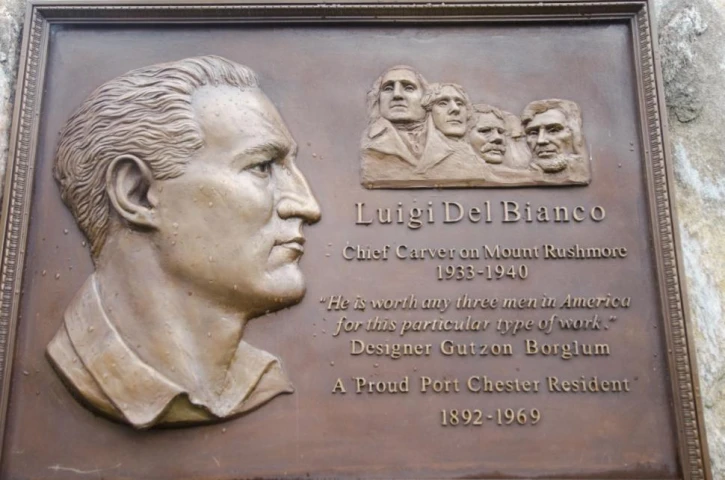 Luigi Del Bianco
Chief Carver on Mount Rushmore
1933-1940
"He is worth any three men in America
for this particular type of work."
Designer Gutzon Borglum
A Proud Port Chester Resident
1892-1969